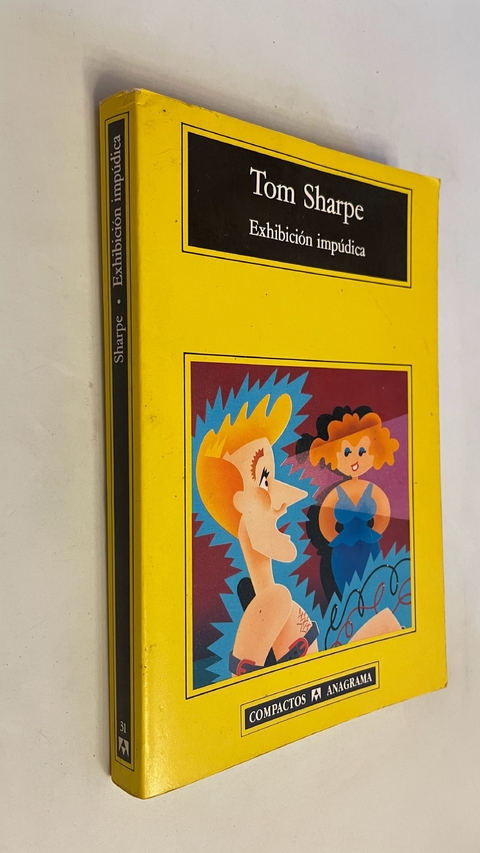 Tom Sharpe
Exhibición impúdica
COMPACTOS ANAGRAMA
Sharpe • Exhibición impúdica
31